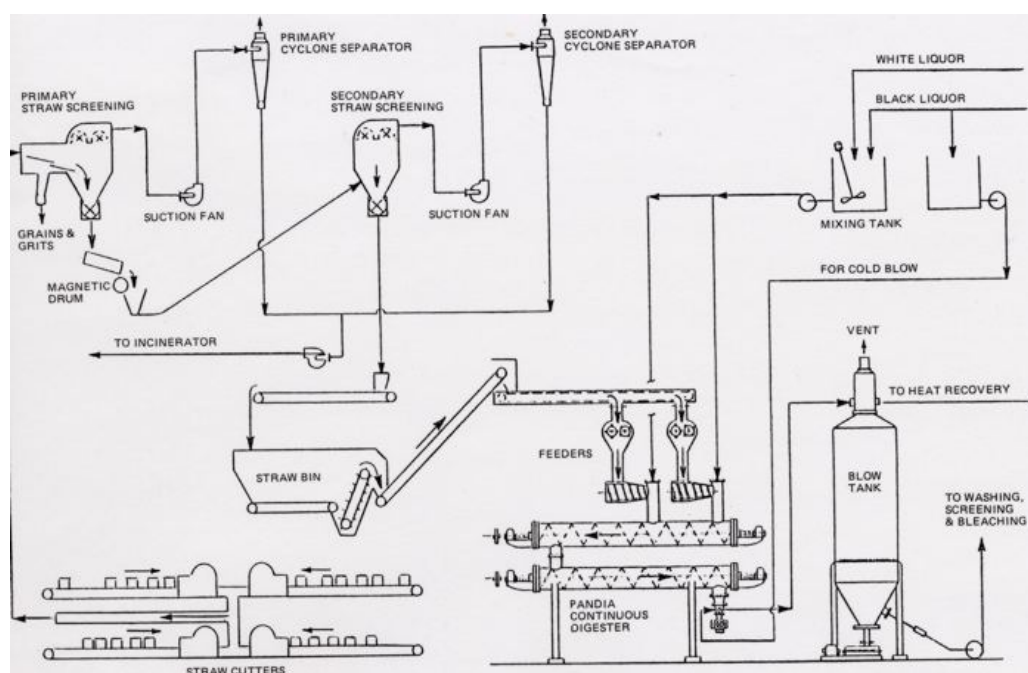 PRIMARY
CYCLONE SEPARATOR
SECONDARY
CYCLONE SEPARATOR
WHITE LIQUOR
PRIMARY
STRAW SCREENING
SECONDARY
STRAW SCREENING
BLACK LIQUOR
SUCTION FAN
SUCTION FAN
GRAINS &
GRITS
MIXING TANK
MAGNETIC
DRUM
FOR COLD BLOW
TO INCINERATOR
VENT
TO HEAT RECOVERY
FEEDERS
STRAW BIN
BLOW
TANK
TO WASHING,
SCREENING
& BLEACHING
PANDIA
CONTINUOUS
DIGESTER
STRAW CUTTERS